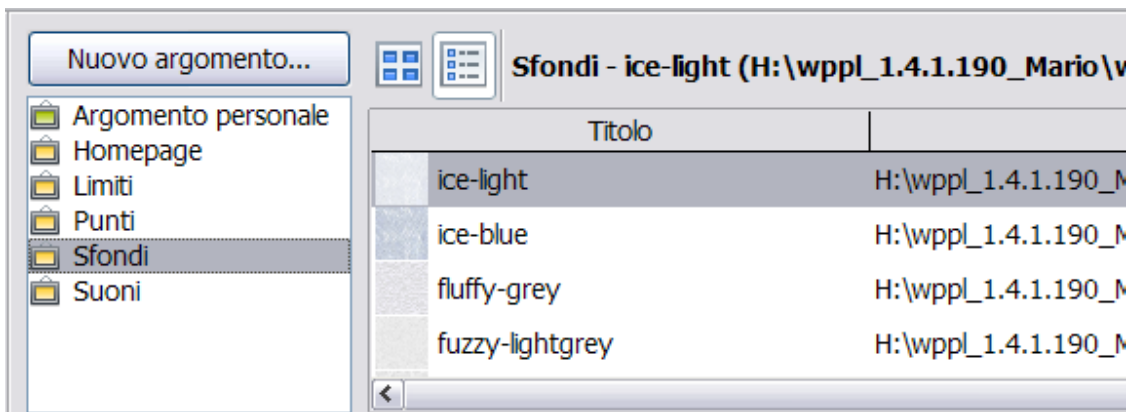 Nuovo argomento...
Argomento personale
Homepage
Limiti
Punti
Sfondi
Suoni
Sfondi - ice-light (H:\wppl_1.4.1.190_Mario\
Titolo
ice-light H:\wppl_1.4.1.190_
ice-blue H:\wppl_1.4.1.190_
fluffy-grey H:\wppl_1.4.1.190_
fuzzy-lightgrey H:\wppl_1.4.1.190_